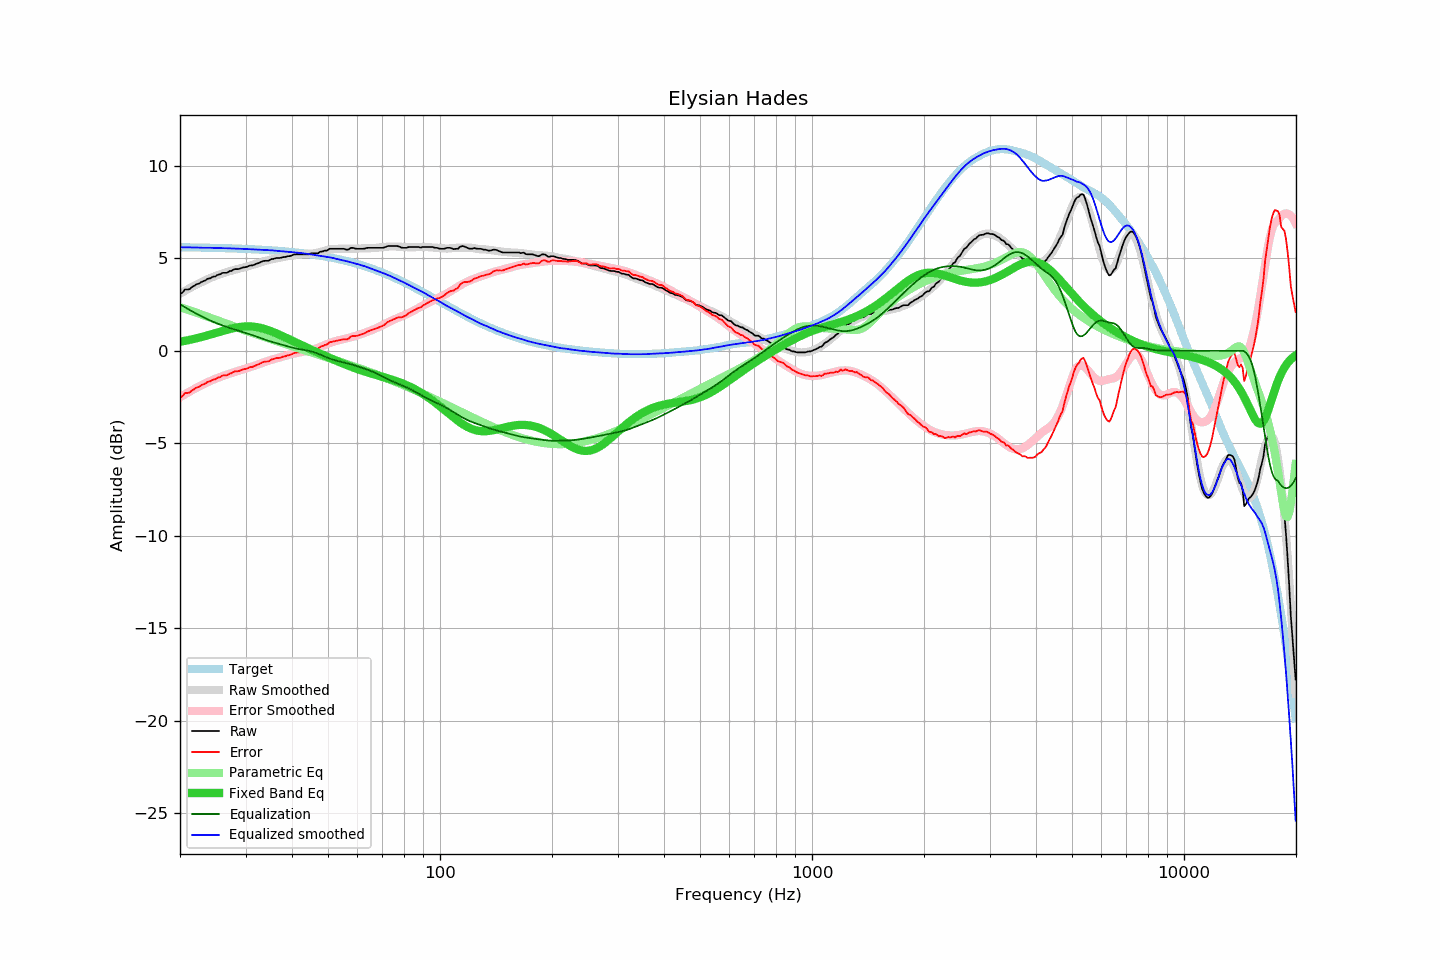 Elysian Hades
Amplitude (dBr)
10
5
0
−5
−10
−15
−20
−25
Target
Raw Smoothed
Error Smoothed
Raw
Error
Parametric Eq
Fixed Band Eq
Equalization
Equalized smoothed
100
1000
10000
Frequency (Hz)